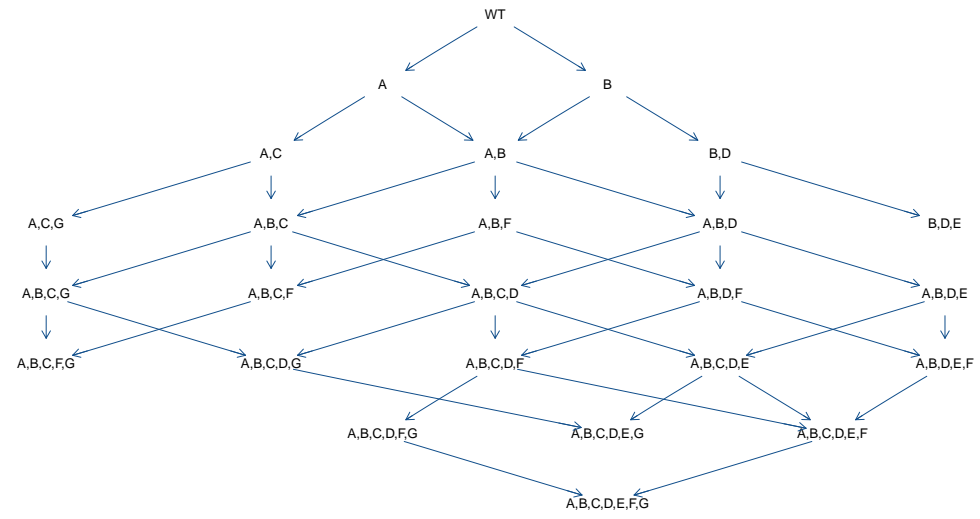 WT
A
B
A,C
A,B
B,D
A,C,G
A,B,C
A,B,F
A,B,D
B,D,E
A,B,C,G
A,B,C,F
A,B,C,D
A,B,D,F
A,B,D,E
A,B,C,F,G
A,B,C,D,G
A,B,C,D,F
A,B,C,D,E
A,B,D,E,F
A,B,C,D,F,G
A,B,C,D,E,G
A,B,C,D,E,F
A,B,C,D,E,F,G